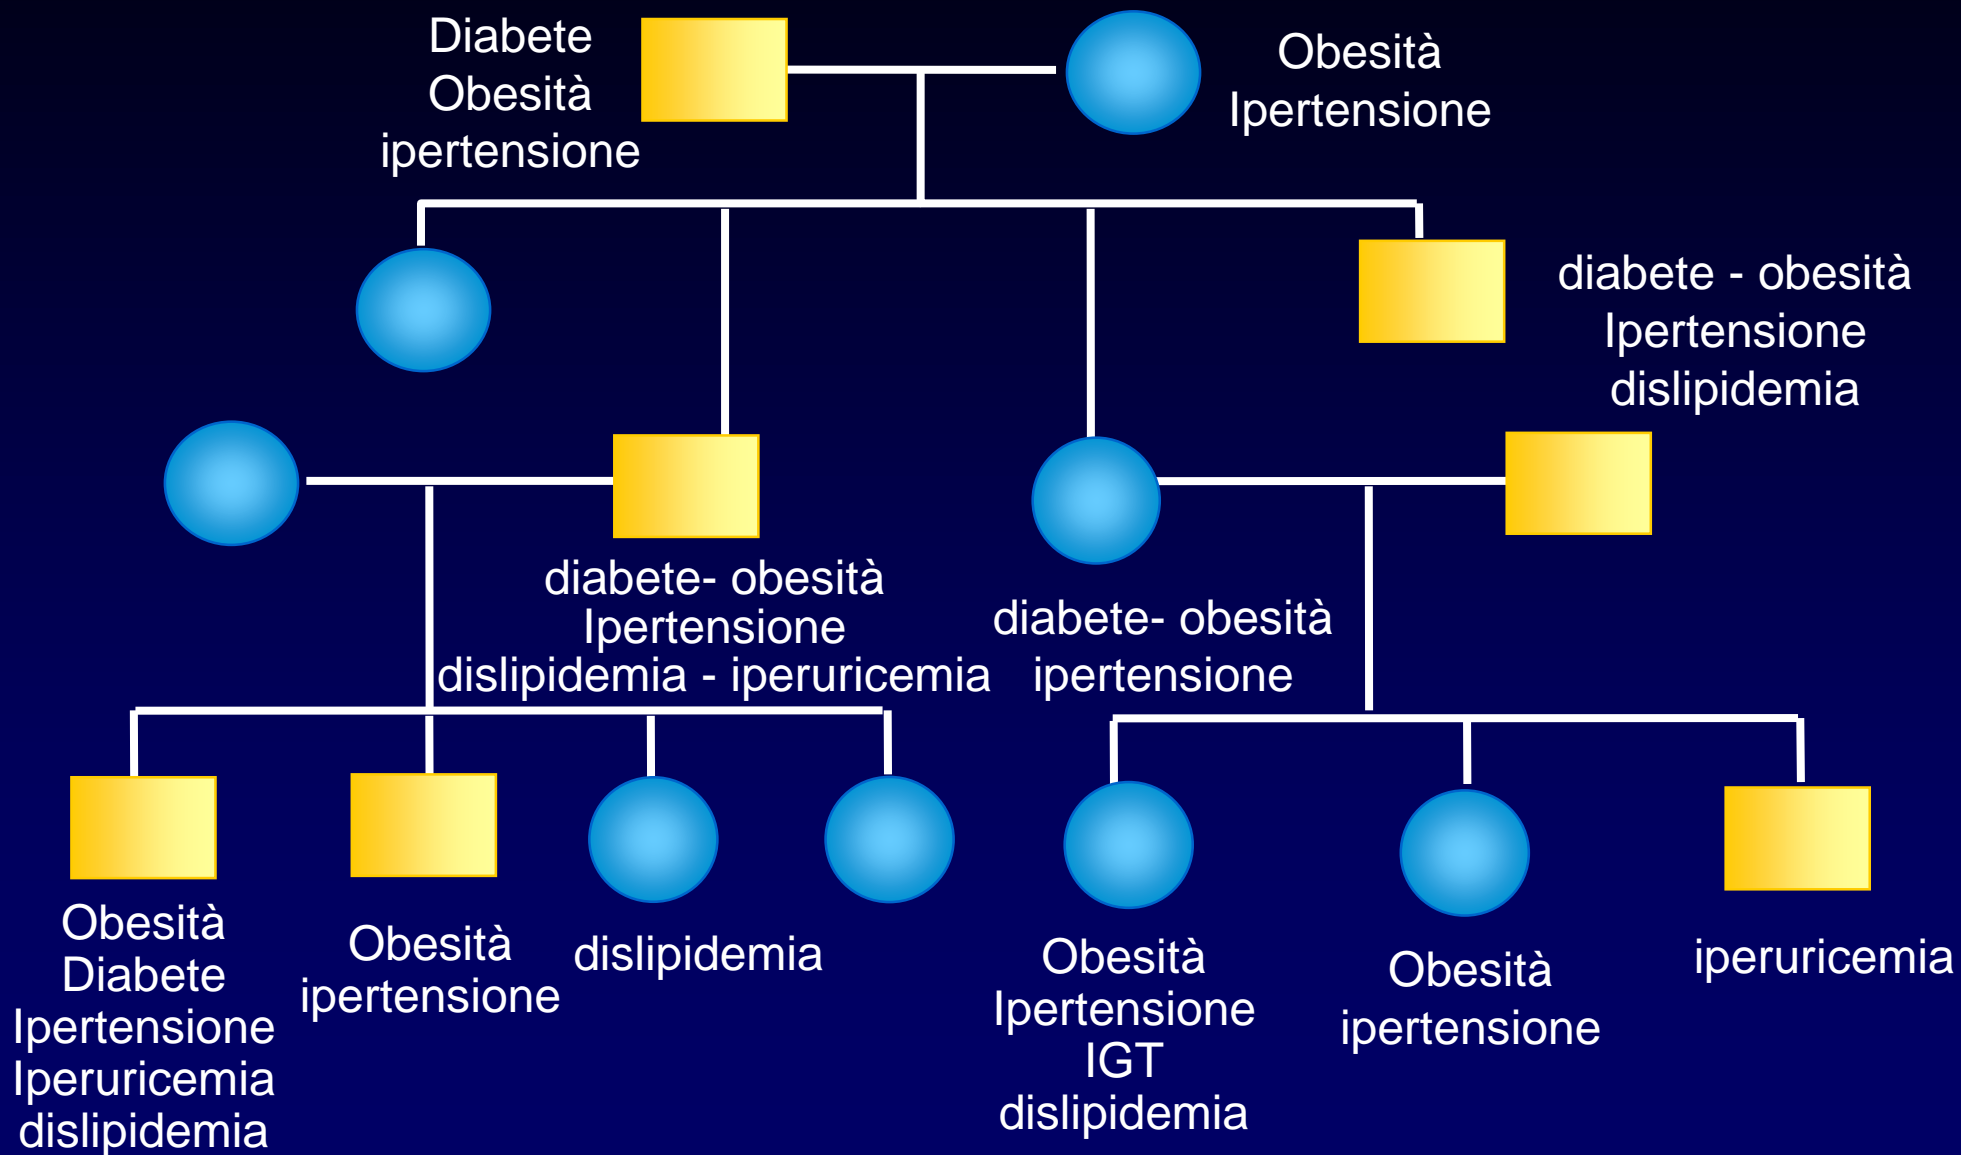 Diabete
Obesità
ipertensione
Obesità
Ipertensione
diabete - obesità
Ipertensione
dislipidemia
diabete- obesità
Ipertensione
dislipidemia - iperuricemia
diabete- obesità
ipertensione
Obesità
Diabete
Ipertensione
Iperuricemia
dislipidemia
Obesità
ipertensione
dislipidemia
Obesità
Ipertensione
IGT
dislipidemia
Obesità
ipertensione
iperuricemia